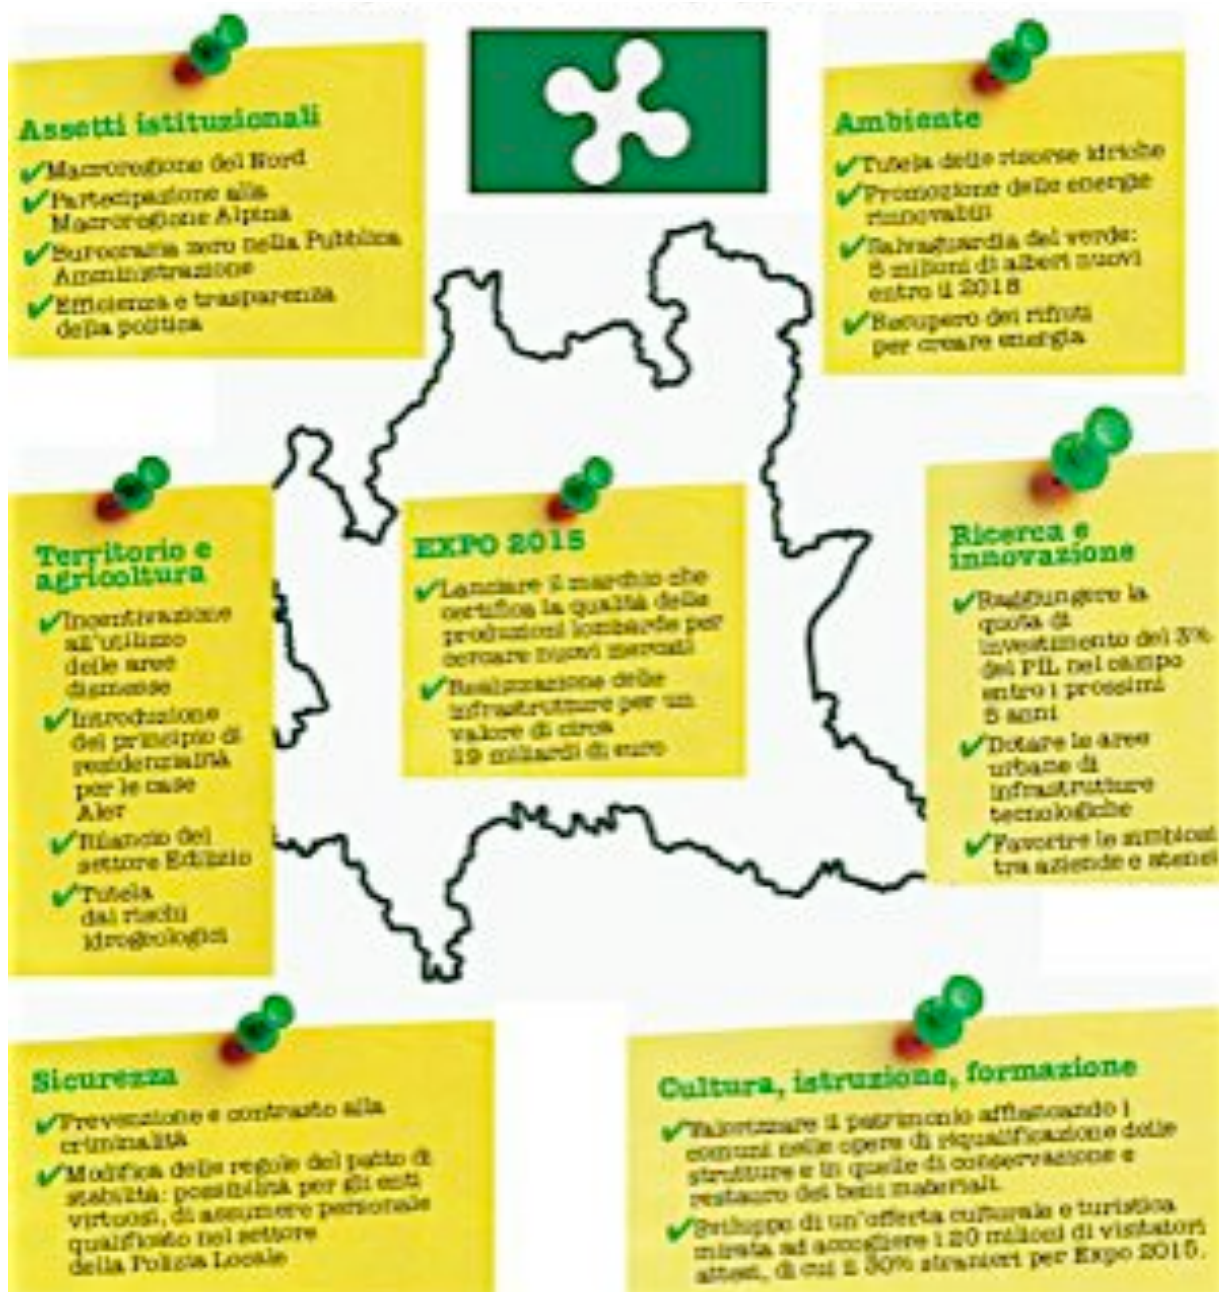 Assetti istituzionali
✔Macroregione del Nord
✔Partecipazione alla
Macroregione Alpina
✔Burocrazia zero nella Pubblica
Amministrazione
✔Efficienza e trasparenza
della politica
Ambiente
✔Tutela delle risorse idriche
✔Promozione delle energie
rinnovabili
✔Salvaguardia del verde:
5 milioni di alberi nuovi
entro il 2018
✔Recupero dei rifiuti
per creare energia
Territorio e
agricoltura
✔Incentivazione
all'utilizzo
delle aree
dismesse
✔Introduzione
del principio di
residenzialità
per le case
Aler
✔Rilancio del
settore Edilizio
✔Tutela
dai rischi
idrogeologici
EXPO 2015
✔Lanciare il marchio che
certifica la qualità delle
produzioni lombarde per
cercare nuovi mercati
✔Realizzazione delle
infrastrutture per un
valore di circa
19 miliardi di euro
Ricerca e
innovazione
✔Raggiungere la
quota di
investimento del 3%
del PIL nel campo
entro i prossimi
5 anni
✔Dotare le aree
urbane di
infrastrutture
tecnologiche
✔Favorire le simbiosi
tra aziende e atenei
Sicurezza
✔Prevenzione e contrasto alla
criminalità
✔Modifica delle regole del patto di
stabilità: possibilità per gli enti
virtuosi, di assumere personale
qualificato nel settore
della Polizia Locale
Cultura, istruzione, formazione
✔Valorizzare il patrimonio affiancando i
comuni nelle opere di riqualificazione delle
strutture e in quelle di conservazione e
restauro dei beni materiali.
✔Sviluppo di un'offerta culturale e turistica
mirata ad accogliere i 20 milioni di visitatori
attesi, di cui il 30% stranieri per Expo 2015.